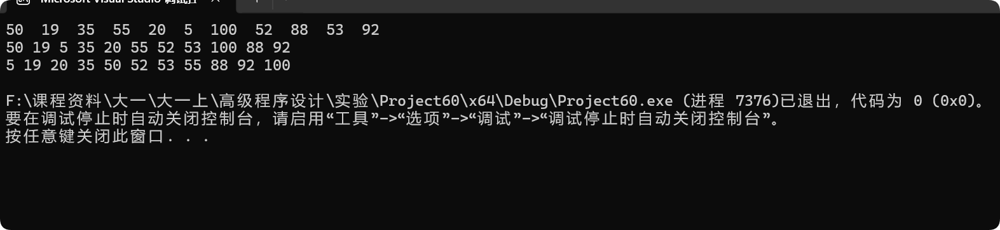 Microsoft Visual Studio 调试控
50  19  35  55  20  5  100  52  88  53  92
50 19 5 35 20 55 52 53 100 88 92
5 19 20 35 50 52 53 55 88 92 100
F:\课程资料\大一\大一上\高级程序设计\实验\Project60\x64\Debug\Project60.exe (进程 7376)已退出，代码为 0 (0x0)。
要在调试停止时自动关闭控制台，请启用“工具”->“选项”->“调试”->“调试停止时自动关闭控制台”。
按任意键关闭此窗口. . .